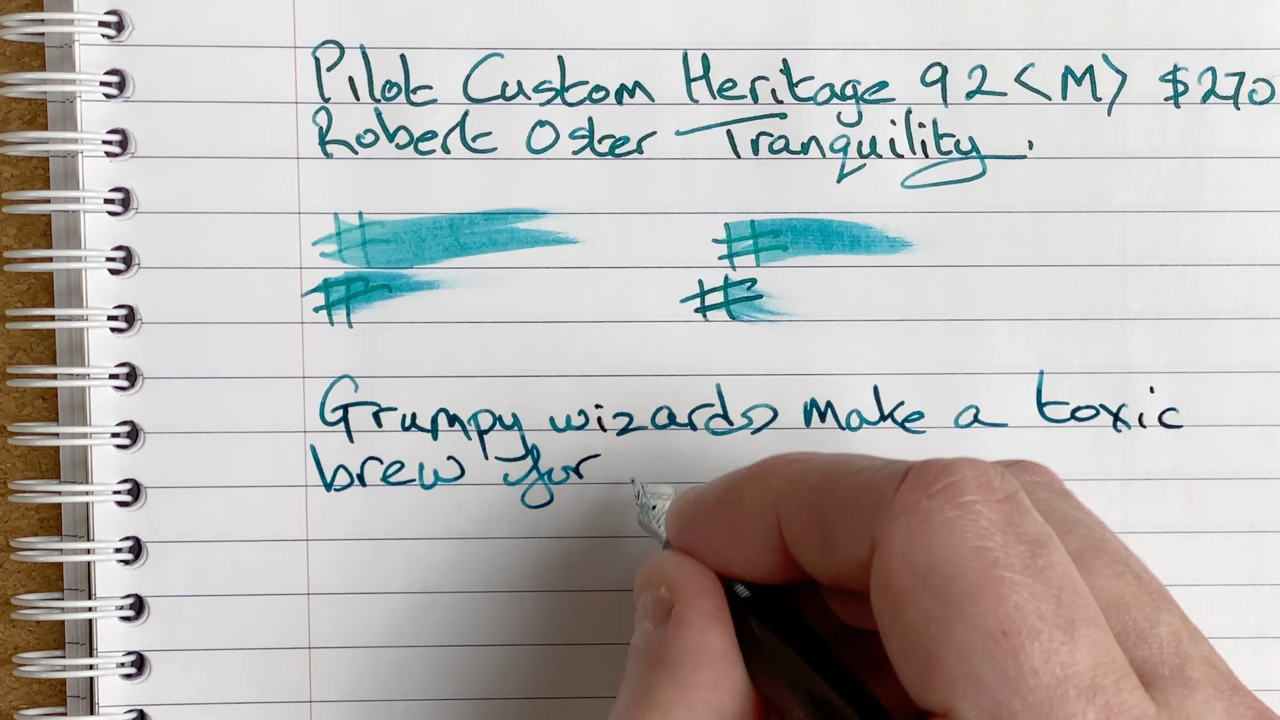 Pilot Custom Heritage 92 <M> $270
Robert Oster Tranquility.
Grumpy wizards make a toxic
brew for